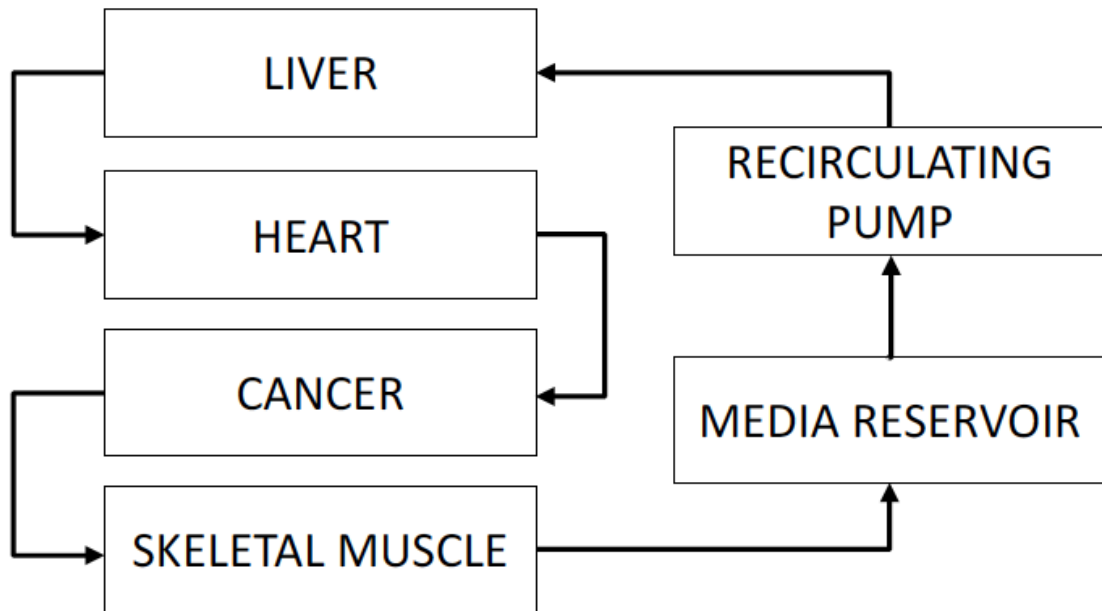 LIVER
RECIRCULATING
PUMP
HEART
CANCER
MEDIA RESERVOIR
SKELETAL MUSCLE